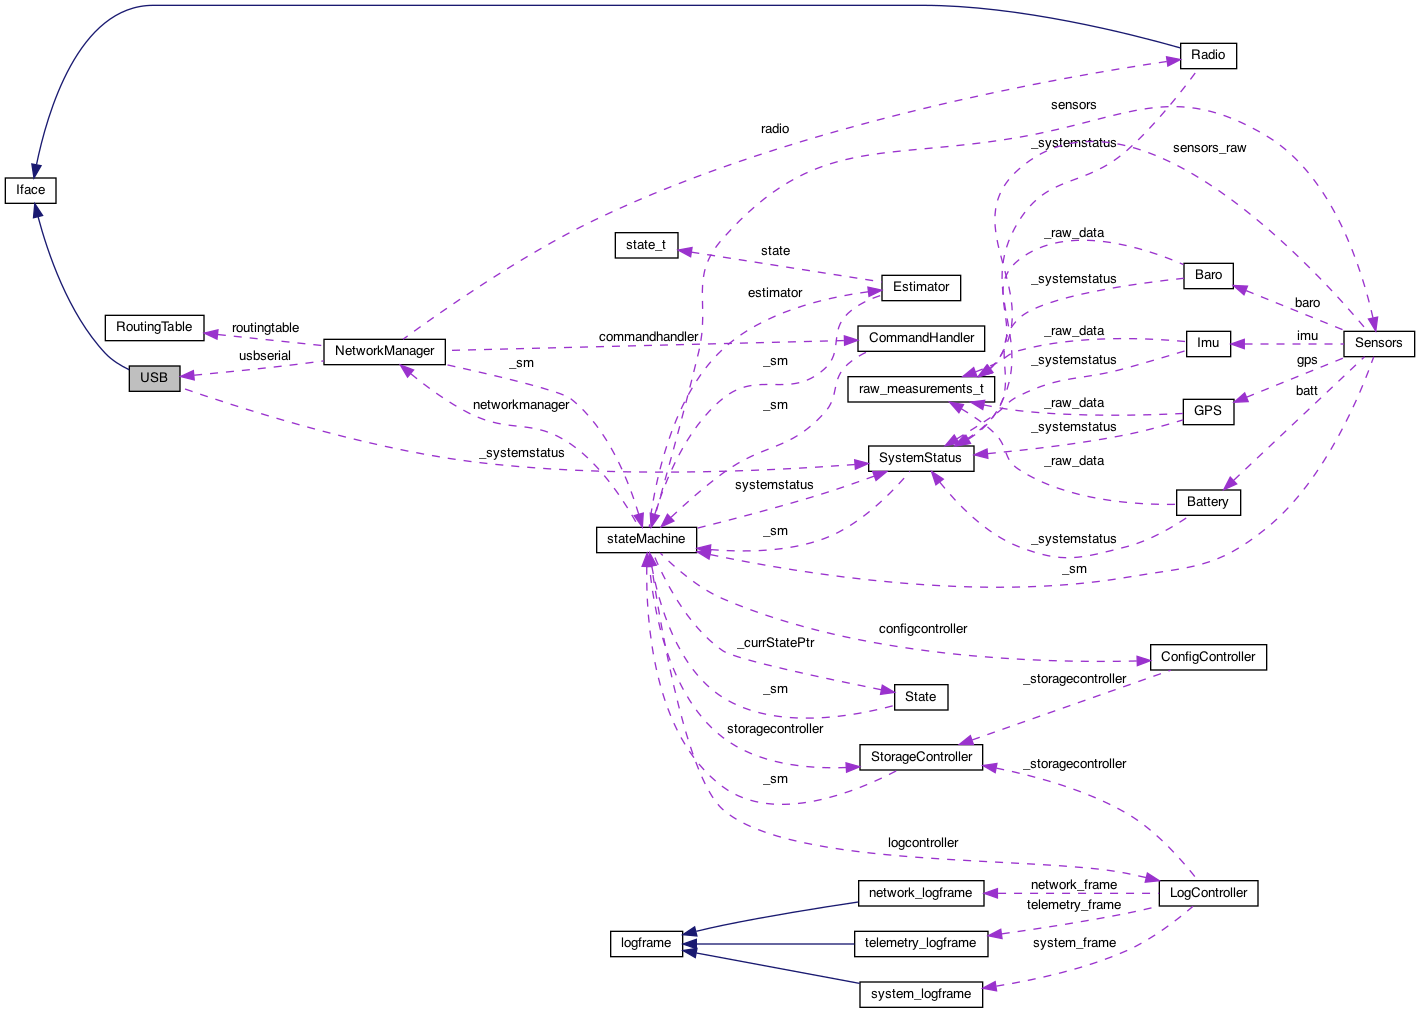 Radio
sensors
radio
_systemstatus
sensors_raw
Iface
_raw_data
state_t
state
Baro
_systemstatus
Estimator
estimator
baro
RoutingTable
routingtable
commandhandler
CommandHandler
_raw_data
imu
Imu
Sensors
NetworkManager
usbserial
_sm
_sm
_systemstatus
gps
USB
raw_measurements_t
batt
networkmanager
_sm
_raw_data
GPS
_systemstatus
_systemstatus
SystemStatus
_raw_data
systemstatus
Battery
stateMachine
_sm
_systemstatus
_sm
configcontroller
_currStatePtr
ConfigController
_storagecontroller
_sm
State
storagecontroller
StorageController
_storagecontroller
_sm
logcontroller
network_logframe
network_frame
LogController
telemetry_frame
logframe
telemetry_logframe
system_frame
system_logframe